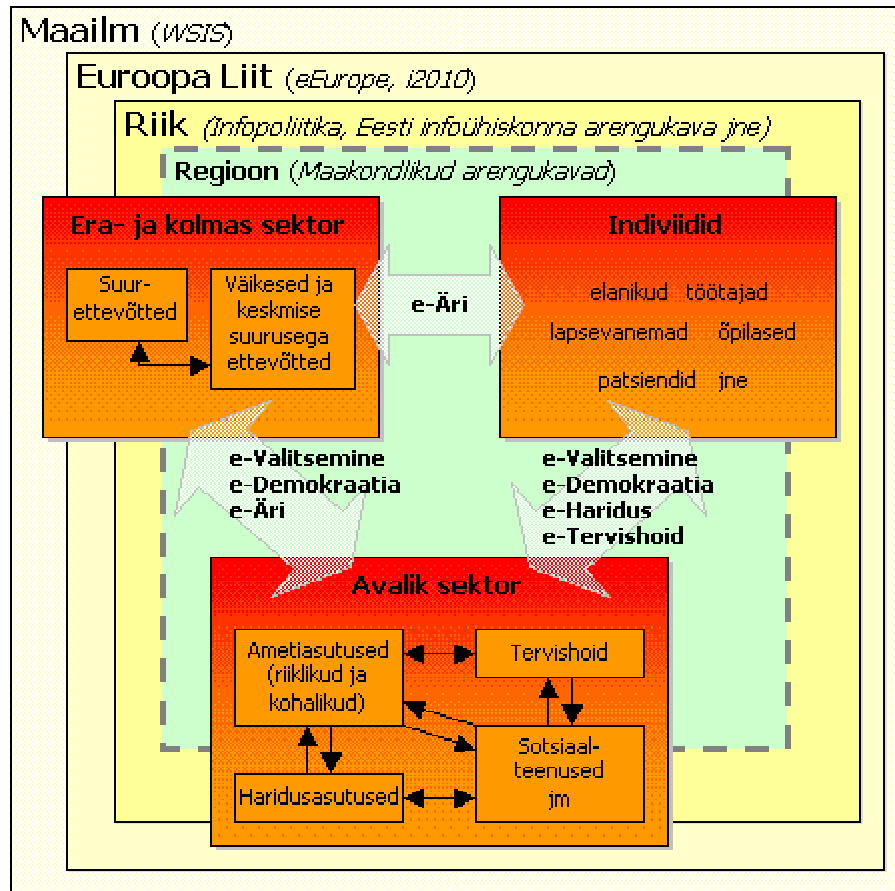 Maailm (WSIS)
Euroopa Liit (eEurope, i2010)
Riik (Infopoliitika, Eesti infoühiskonna arengukava jne)
Regioon (Maakondlikud arengukavad)
Era- ja kolmas sektor
Suur-
ettevõtted
Väikesed ja
keskmise
suurusega
ettevõtted
e-Äri
Indiviidid
elanikud töötajad
lapsevanemad õpilased
patsiendid jne
e-Valitsemine
e-Demokraatia
e-Äri
e-Valitsemine
e-Demokraatia
e-Haridus
e-Tervishoid
Avalik sektor
Ametiasutused
(riiklikud ja
kohalikud)
Tervishoid
Haridusasutused
Sotsiaal-
teenused
jm